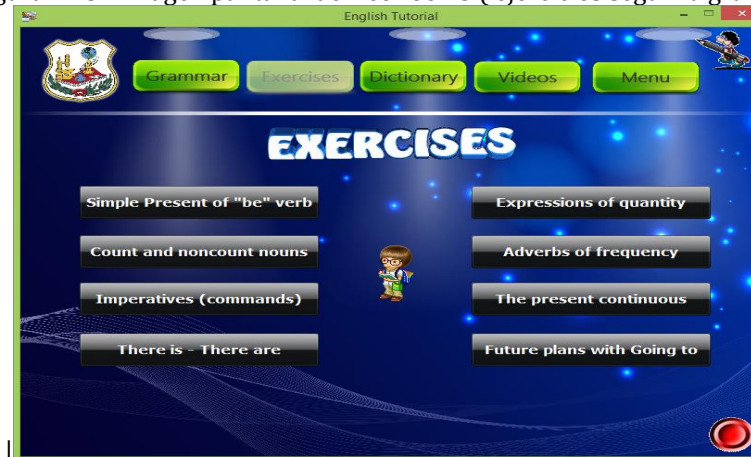 English Tutorial
Grammar Exercises Dictionary Videos Menu
EXERCISES
Simple Present of "be" verb
Expressions of quantity
Count and noncount nouns
Adverbs of frequency
Imperatives (commands)
The present continuous
There is - There are
Future plans with Going to